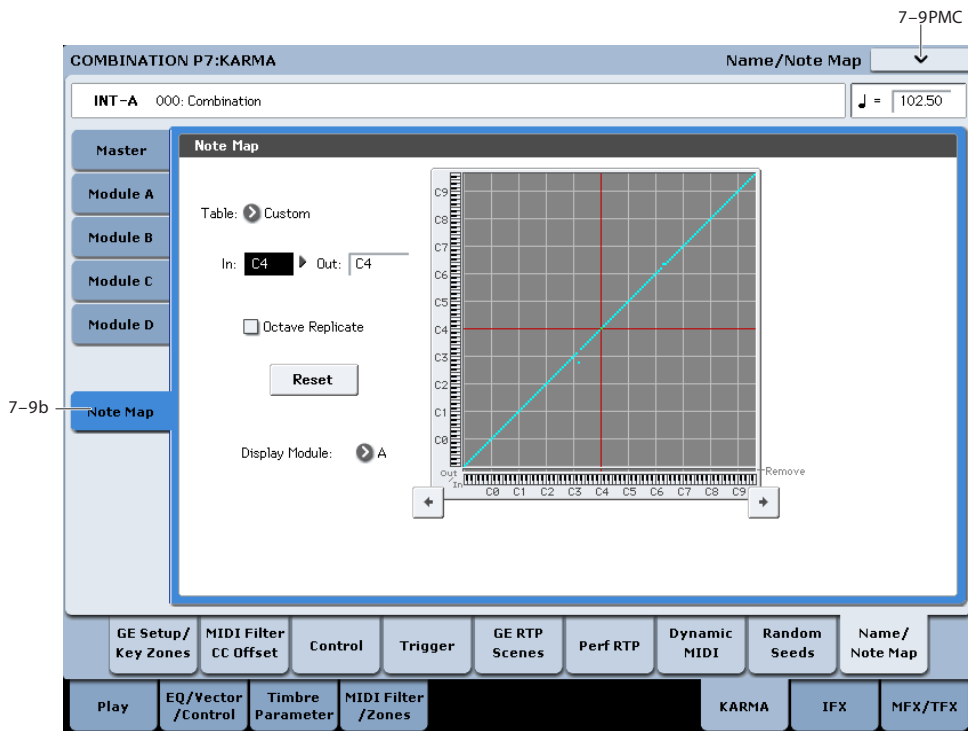 7–9PMC
COMBINATION P7:KARMA
Name/Note Map
INT-A 000: Combination
♩ = 102.50
Master
Module A
Module B
Module C
Module D
7–9b
Note Map
Note Map
Table: Custom
In: C4 Out: C4
Octave Replicate
Reset
Display Module: A
C9
C8
C7
C6
C5
C4
C3
C2
C1
C0
Out
In
Remove
C0 C1 C2 C3 C4 C5 C6 C7 C8 C9
GE Setup/
Key Zones
MIDI Filter
CC Offset
Control
Trigger
GE RTP
Scenes
Perf RTP
Dynamic
MIDI
Random
Seeds
Name/
Note Map
Play
EQ/Vector
/Control
Timbre
Parameter
MIDI Filter
/Zones
KARMA
IFX
MFX/TFX